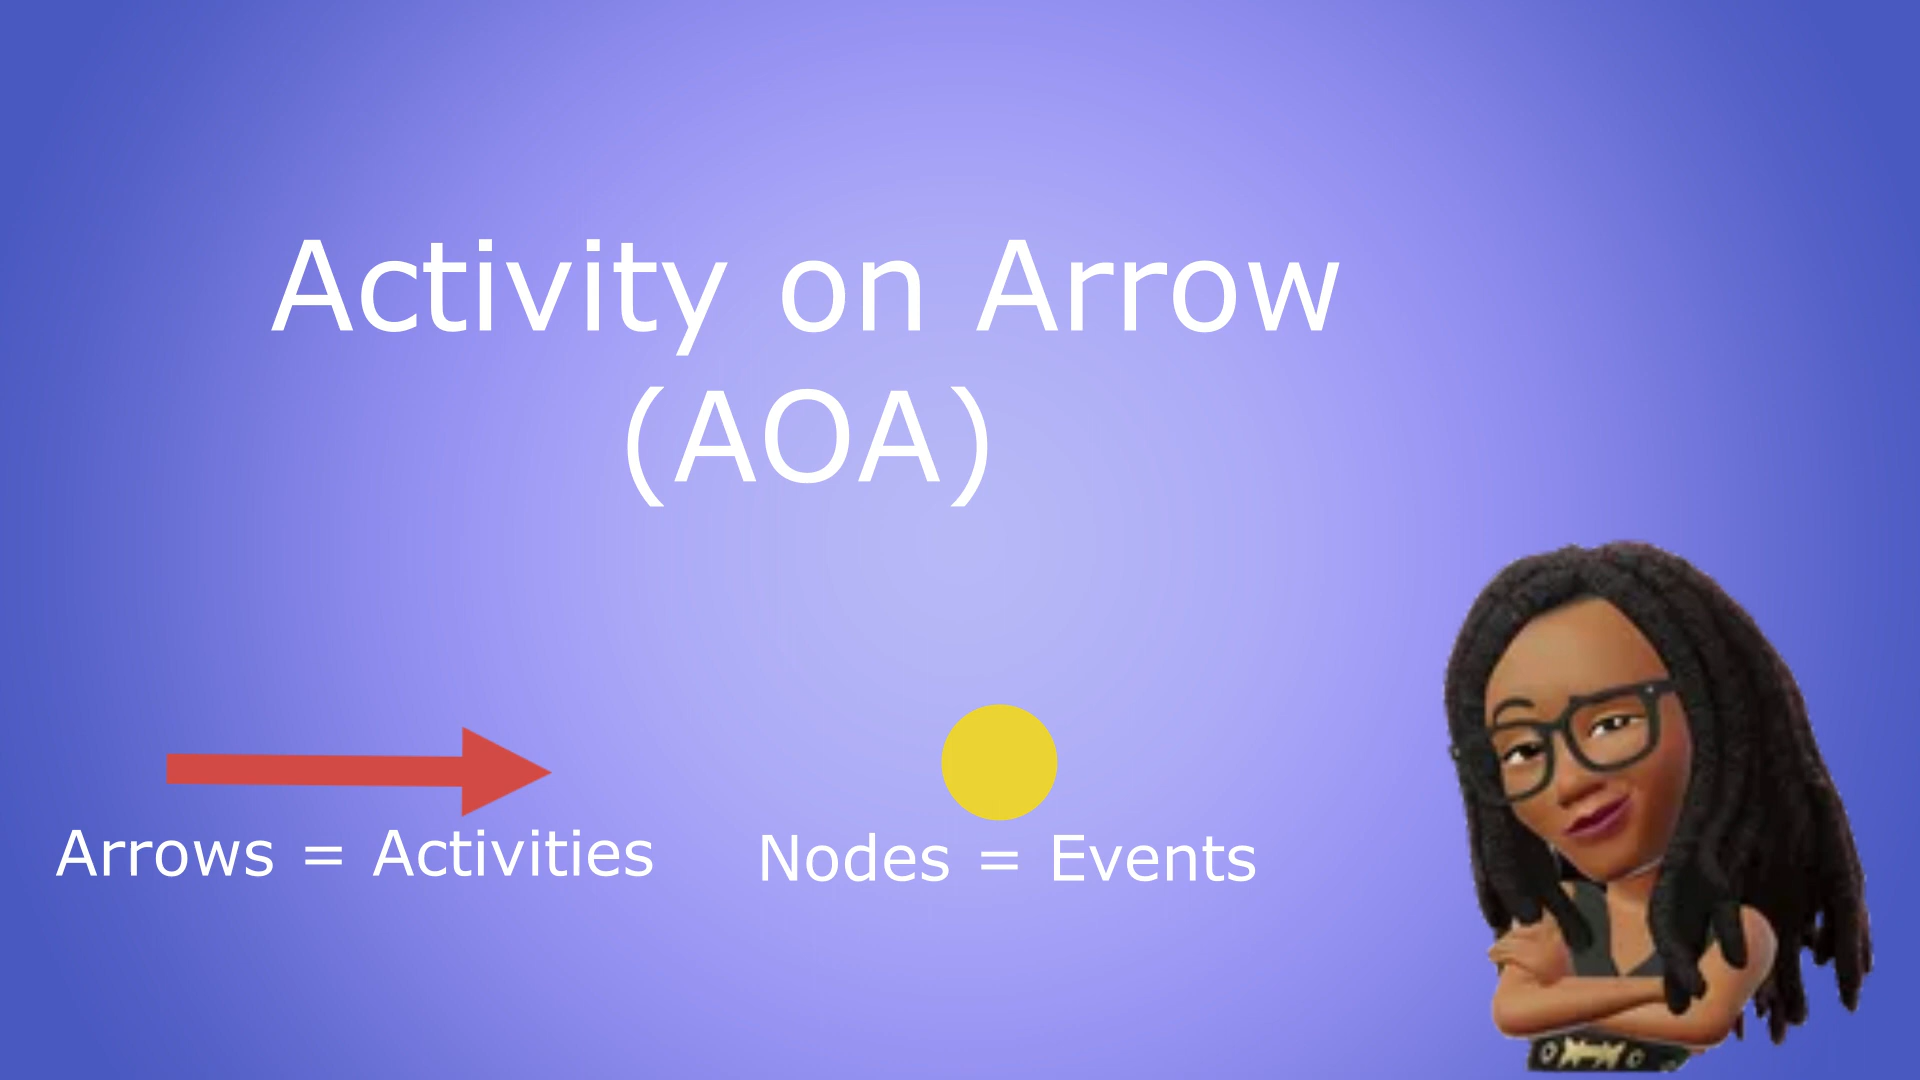 Activity on Arrow
(AOA)
Arrows = Activities
Nodes = Events